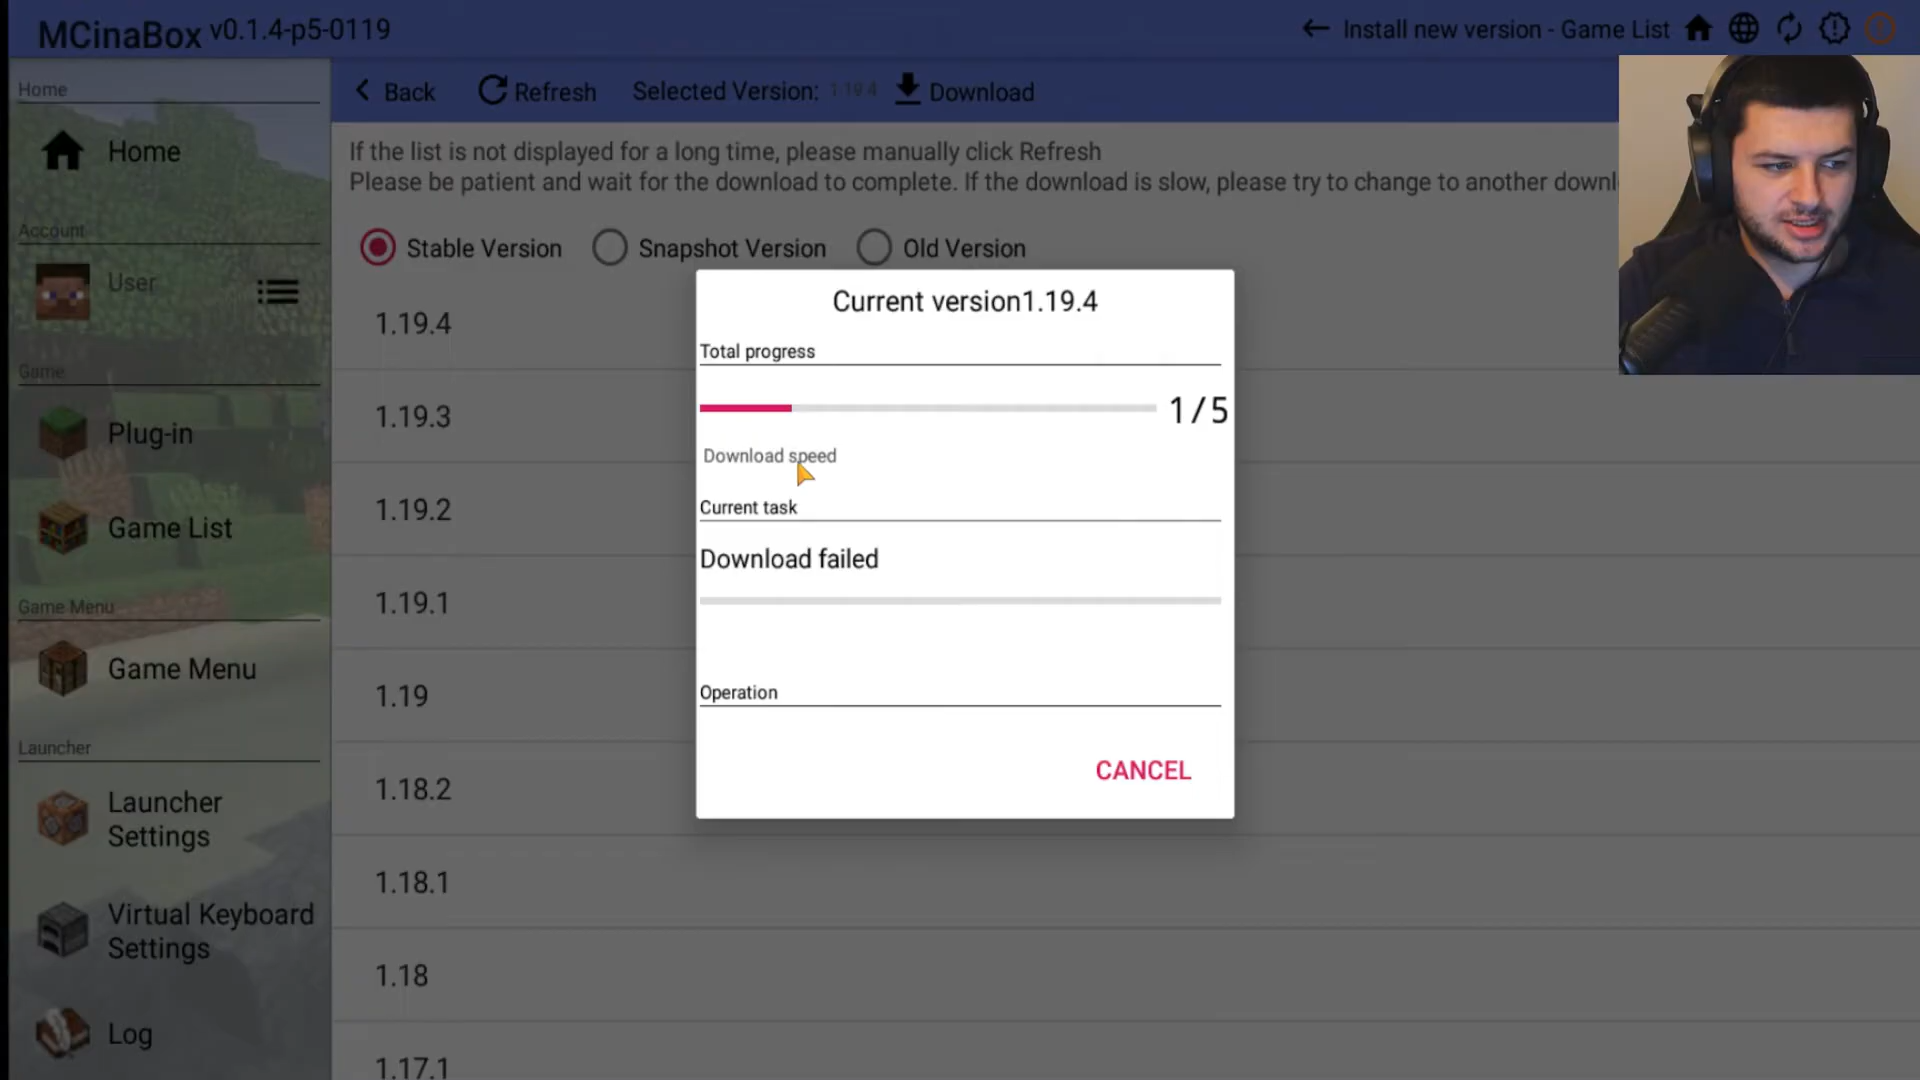 MCinaBox v0.1.4-p5-0119
Install new version - Game List
Home
Home
Account
User
Game
Plug-in
Game List
Game Menu
Game Menu
Launcher
Launcher
Settings
Virtual Keyboard
Settings
Log
Back
Refresh
Selected Version: 1.19.4
Download
If the list is not displayed for a long time, please manually click Refresh
Please be patient and wait for the download to complete. If the download is slow, please try to change to another downl
Stable Version
Snapshot Version
Old Version
1.19.4
1.19.3
1.19.2
1.19.1
1.19
1.18.2
1.18.1
1.18
1.17.1
Current version1.19.4
Total progress
1/5
Download speed
Current task
Download failed
Operation
CANCEL